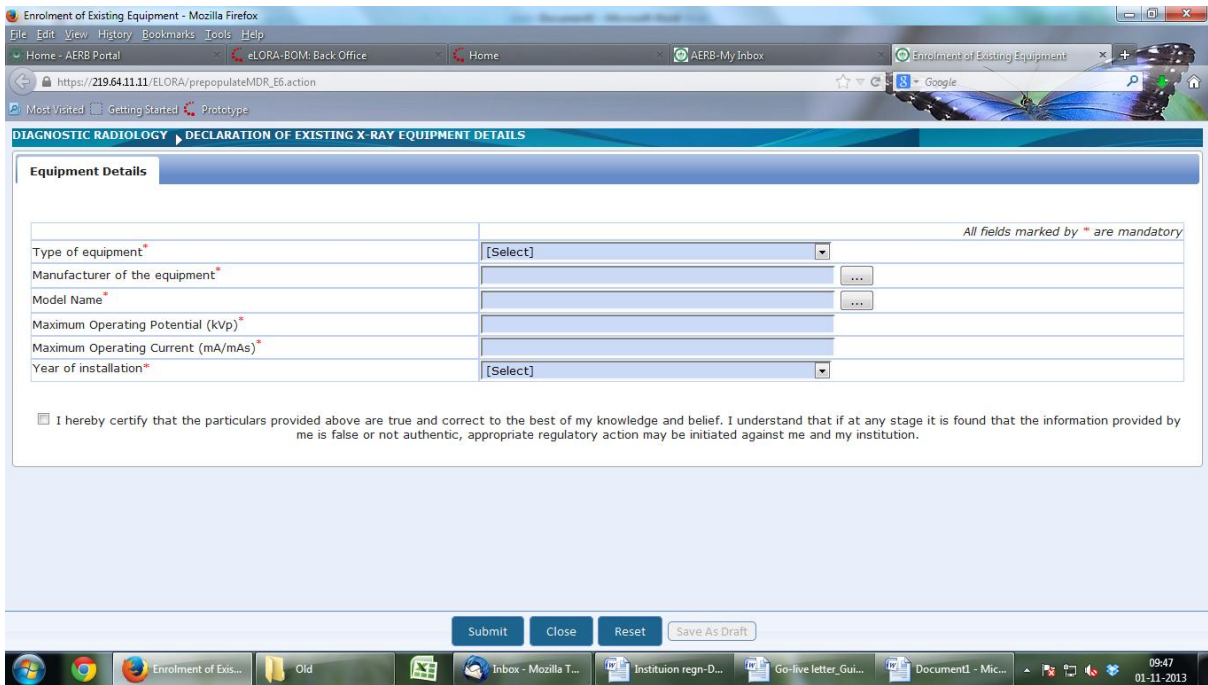 Enrolment of Existing Equipment - Mozilla Firefox
File Edit View History Bookmarks Tools Help
Home - AERB Portal × eLORA-BOM: Back Office × Home × AERB-My Inbox × Enrolment of Existing Equipment × +
https://219.64.11.11/ELORA/prepopulateMDR_E6.action
Google
Most Visited Getting Started Prototype
DIAGNOSTIC RADIOLOGY DECLARATION OF EXISTING X-RAY EQUIPMENT DETAILS
Equipment Details
All fields marked by * are mandatory
Type of equipment* [Select]
Manufacturer of the equipment* ...
Model Name* ...
Maximum Operating Potential (kVp)*
Maximum Operating Current (mA/mAs)*
Year of installation* [Select]
I hereby certify that the particulars provided above are true and correct to the best of my knowledge and belief. I understand that if at any stage it is found that the information provided by
me is false or not authentic, appropriate regulatory action may be initiated against me and my institution.
Submit Close Reset Save As Draft
Enrolment of Exis... Old Inbox - Mozilla T... Instituion regn-D... Go-live letter_Gui... Document1 - Mic... 09:47
01-11-2013